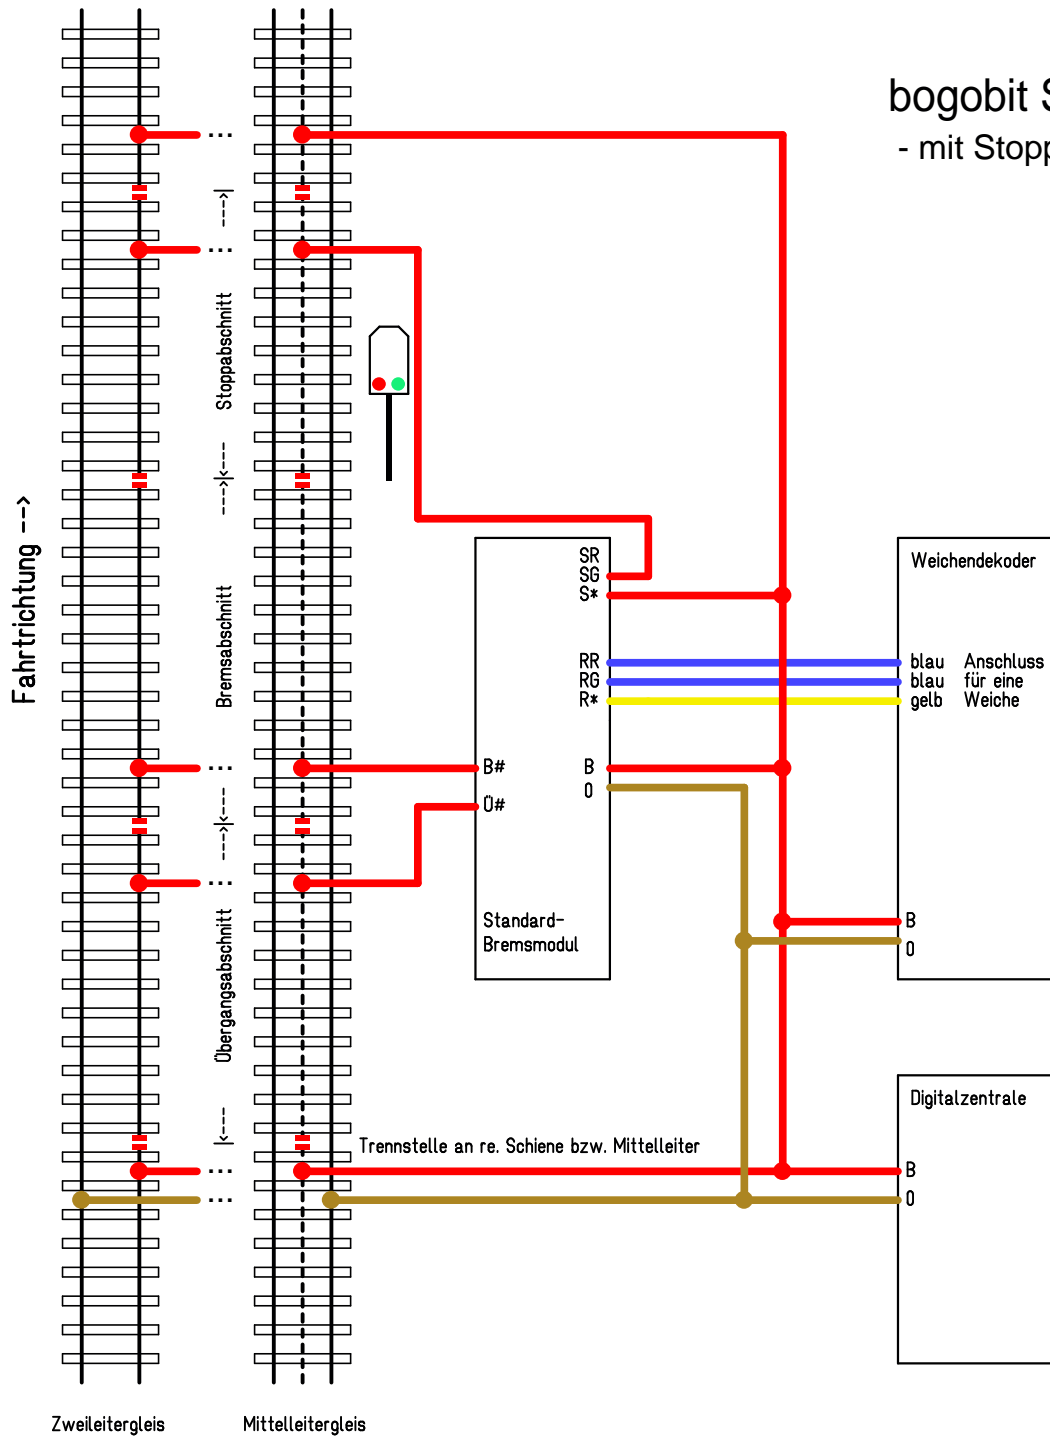 bogobit
- mit Stopp
Fahrtrichtung -->
Stoppabschnitt
Bremsabschnitt
Übergangsabschnitt
SR
SG
S*
RR
RG
R*
B#
Ü#
B
0
Standard-
Bremsmodul
Weichendekoder
blau Anschluss
blau für eine
gelb Weiche
B
0
Digitalzentrale
B
0
Trennstelle an re. Schiene bzw. Mittelleiter
Zweileitergleis
Mittelleitergleis